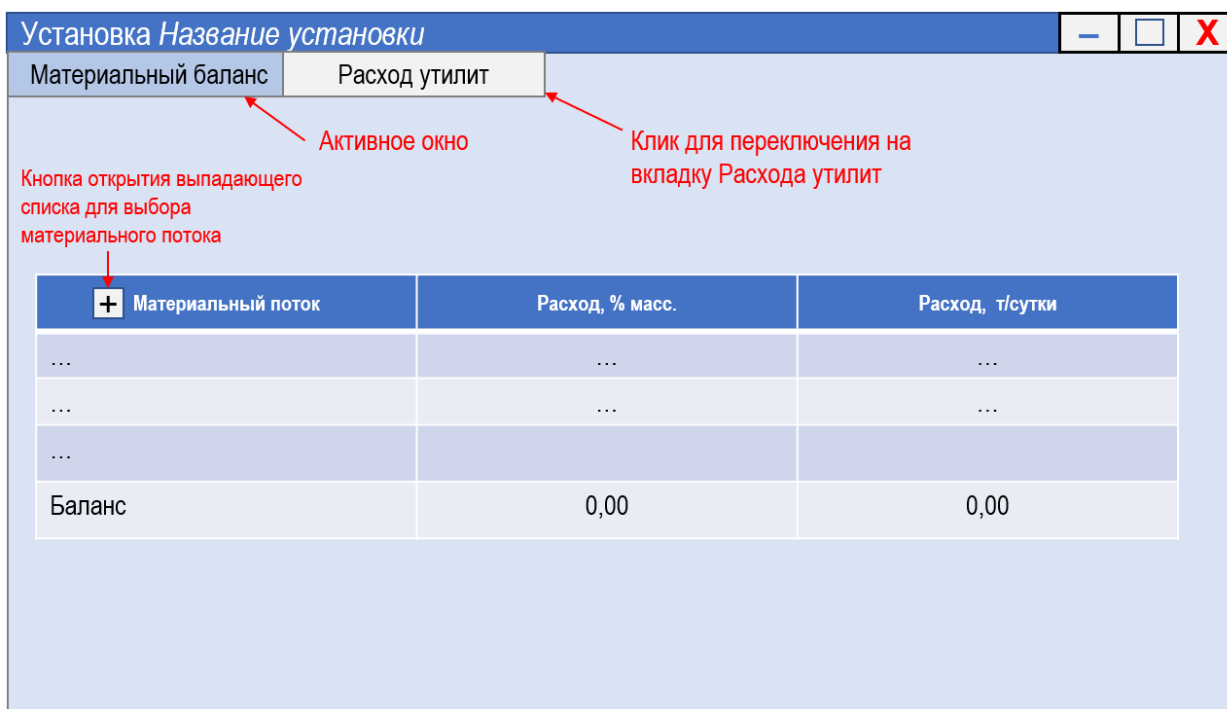 Установка Название установки
– X
Материальный баланс Расход утилит
Активное окно
Клик для переключения на
вкладку Расхода утилит
Кнопка открытия выпадающего
списка для выбора
материального потока
+ Материальный поток Расход, % масс. Расход, т/сутки
... ... ...
... ... ...
...
Баланс 0,00 0,00